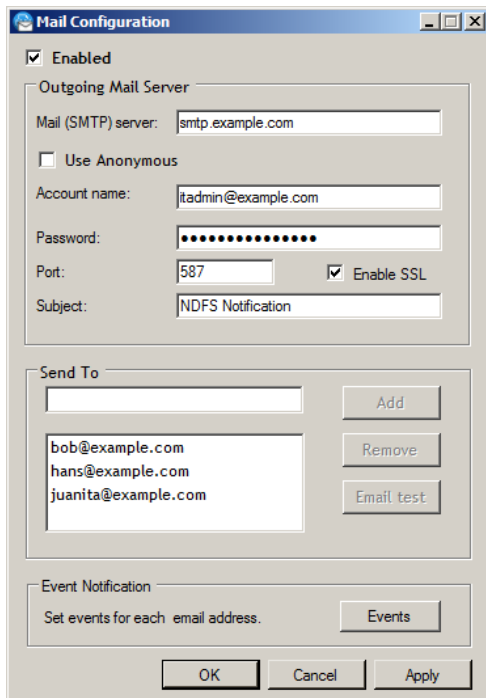 Mail Configuration
Enabled
Outgoing Mail Server
Mail (SMTP) server: smtp.example.com
Use Anonymous
Account name: itadmin@example.com
Password: •••••••••••••••
Port: 587 Enable SSL
Subject: NDFS Notification
Send To
Add
bob@example.com
hans@example.com
juanita@example.com
Remove
Email test
Event Notification
Set events for each email address. Events
OK Cancel Apply